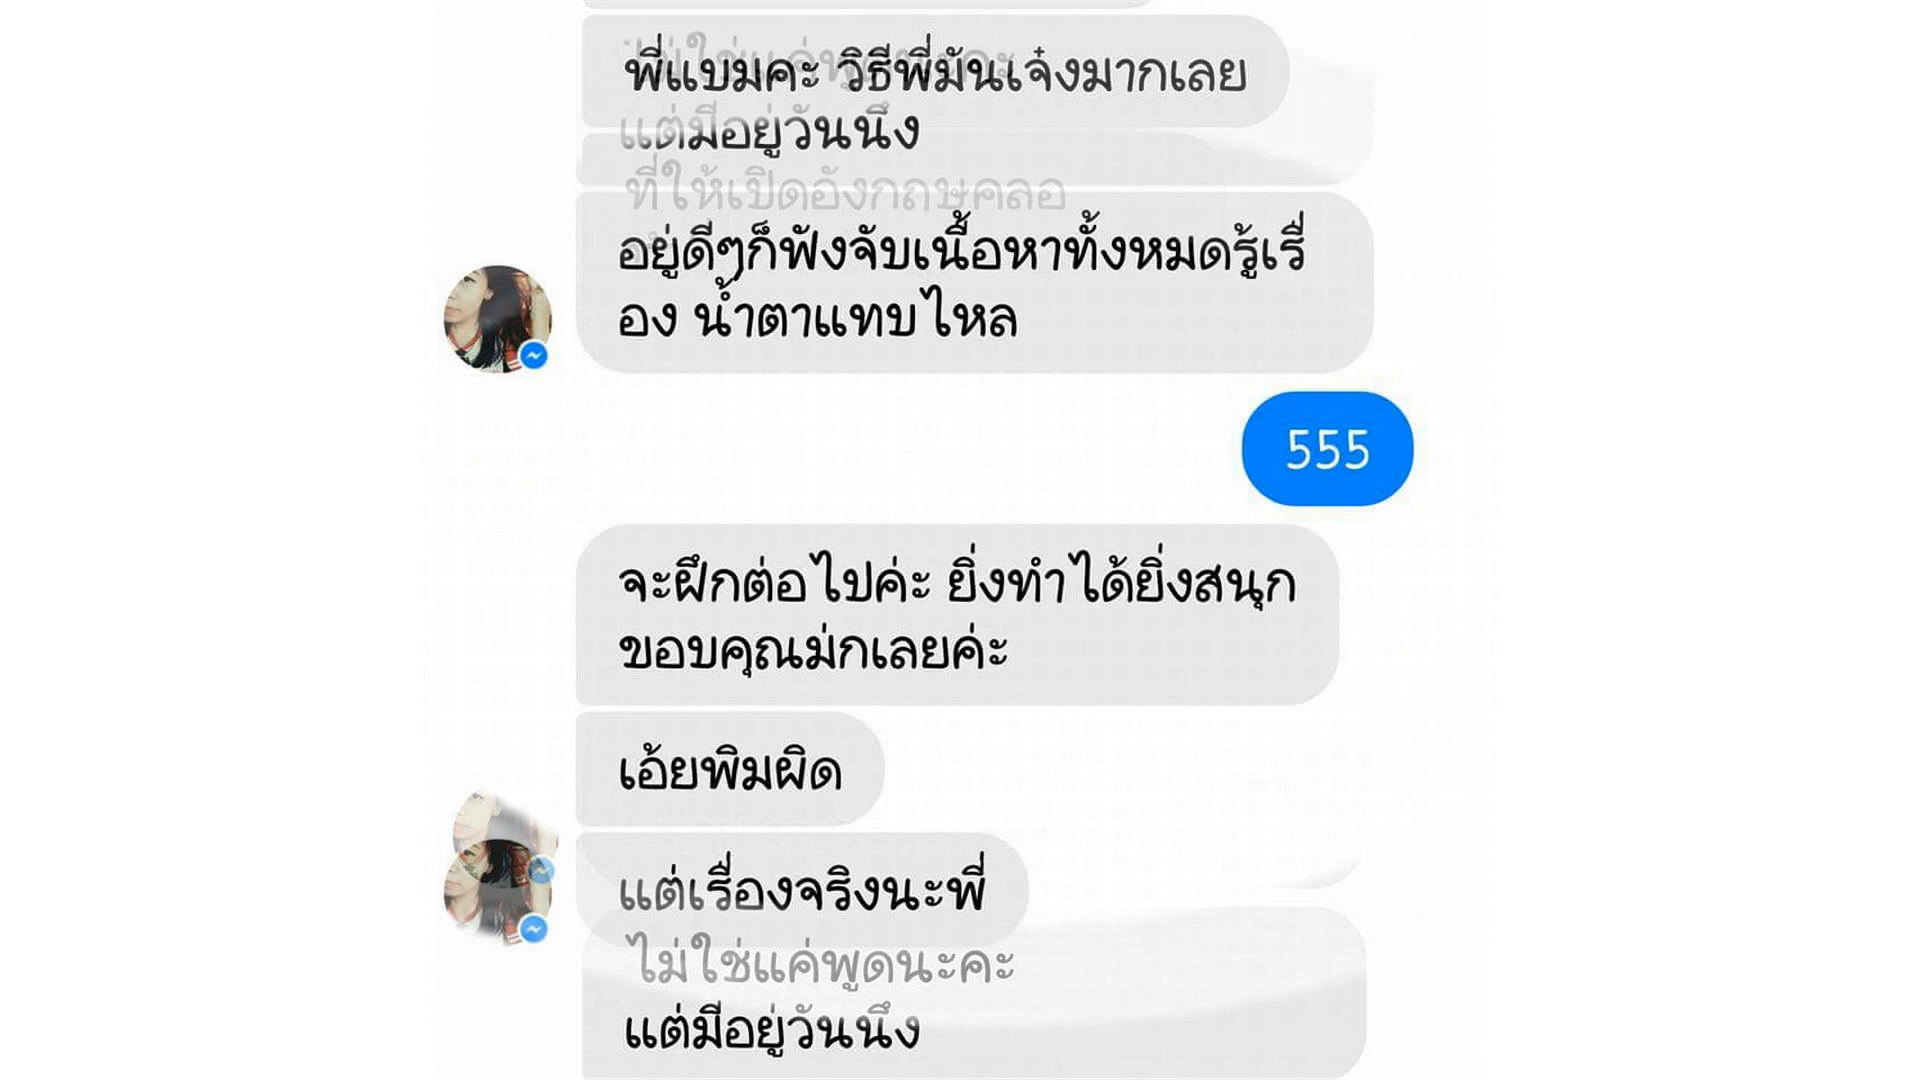 พี่แบมคะ วิธีพี่มันเจ๋งมากเลย
แต่มีอยู่วันนึง
ที่ให้เปิดอังกฤษคลอ
อยู่ดีๆก็ฟังจับเนื้อหาทั้งหมดรู้เรื่
อง น้ำตาแทบไหล
555
จะฝึกต่อไปค่ะ ยิ่งทำได้ยิ่งสนุก
ขอบคุณม่กเลยค่ะ
เอ้ยพิมผิด
แต่เรื่องจริงนะพี่
ไม่ใช่แค่พูดนะคะ
แต่มีอยู่วันนึง